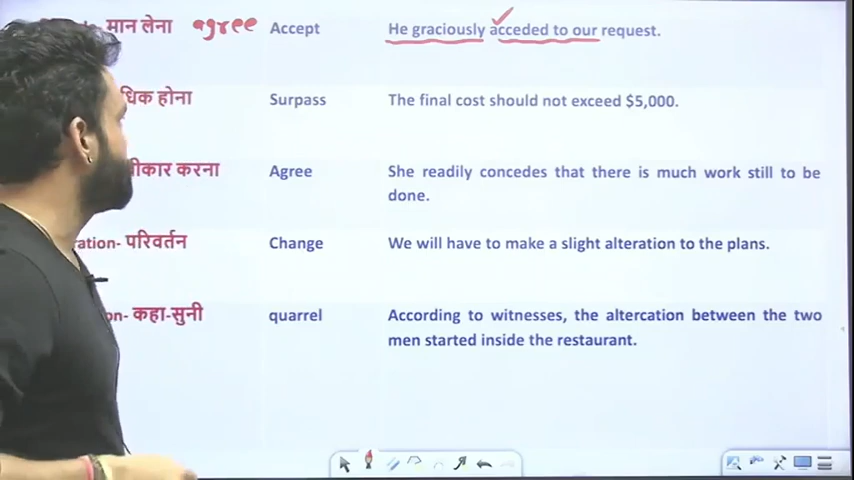 मान लेना agree Accept He graciously acceded to our request.
होना Surpass The final cost should not exceed $5,000.
करना Agree She readily concedes that there is much work still to be
done.
परिवर्तन Change We will have to make a slight alteration to the plans.
कहा-सुनी quarrel According to witnesses, the altercation between the two
men started inside the restaurant.